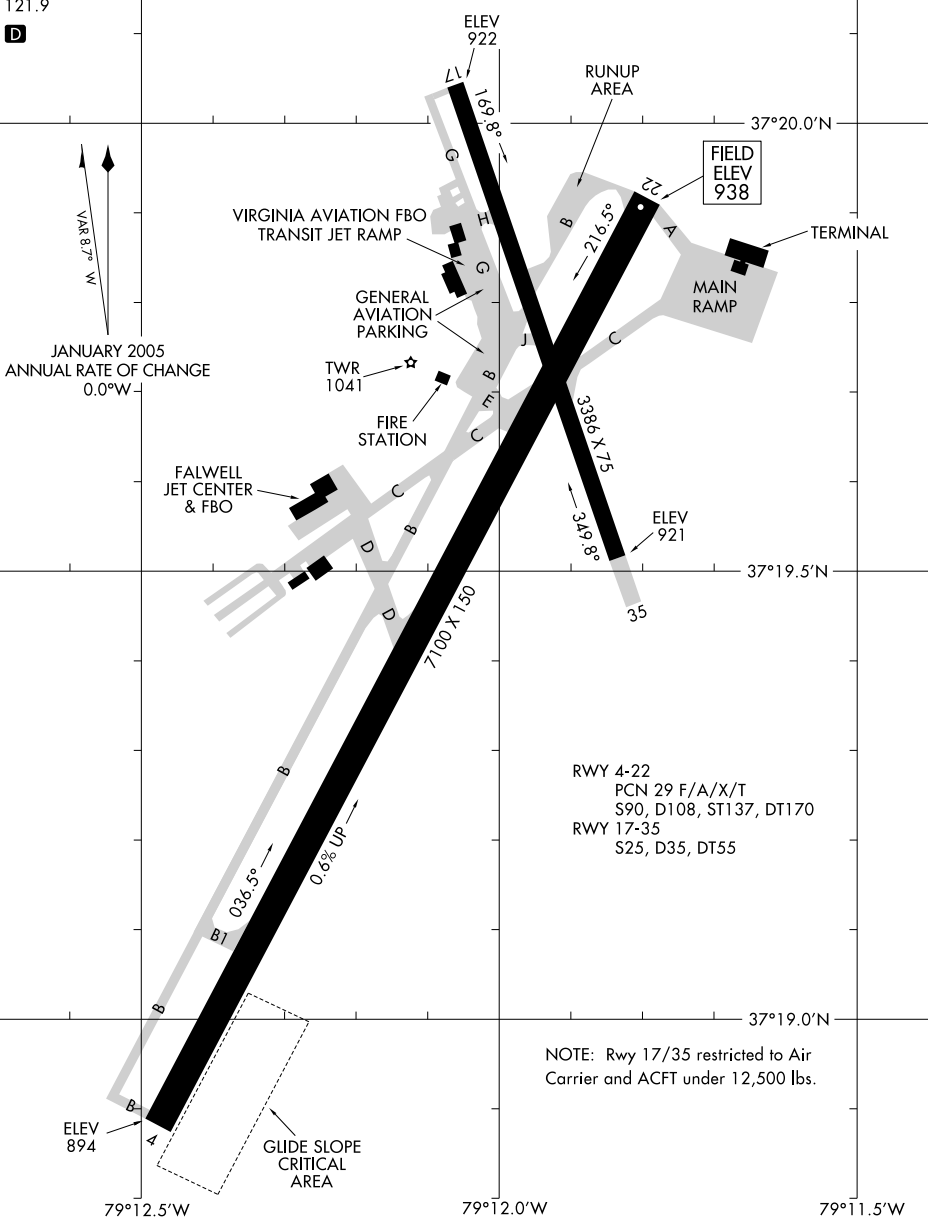 121.9
D
ELEV
922
17
169.8°
RUNUP
AREA
37°20.0'N
FIELD
ELEV
938
22
G
VAR 8.7° W
VIRGINIA AVIATION FBO
TRANSIT JET RAMP
H
B
216.5°
A
TERMINAL
G
MAIN
RAMP
GENERAL
AVIATION
PARKING
J
C
JANUARY 2005
ANNUAL RATE OF CHANGE
0.0°W
TWR
1041
B
E
FIRE
STATION
C
3386 X 75
FALWELL
JET CENTER
& FBO
C
B
D
349.8°
ELEV
921
37°19.5'N
D
35
7100 X 150
B
RWY 4-22
PCN 29 F/A/X/T
S90, D108, ST137, DT170
RWY 17-35
S25, D35, DT55
0.6% UP
036.5°
B1
B
37°19.0'N
NOTE: Rwy 17/35 restricted to Air
Carrier and ACFT under 12,500 lbs.
B
ELEV
894
4
GLIDE SLOPE
CRITICAL
AREA
79°12.5'W
79°12.0'W
79°11.5'W